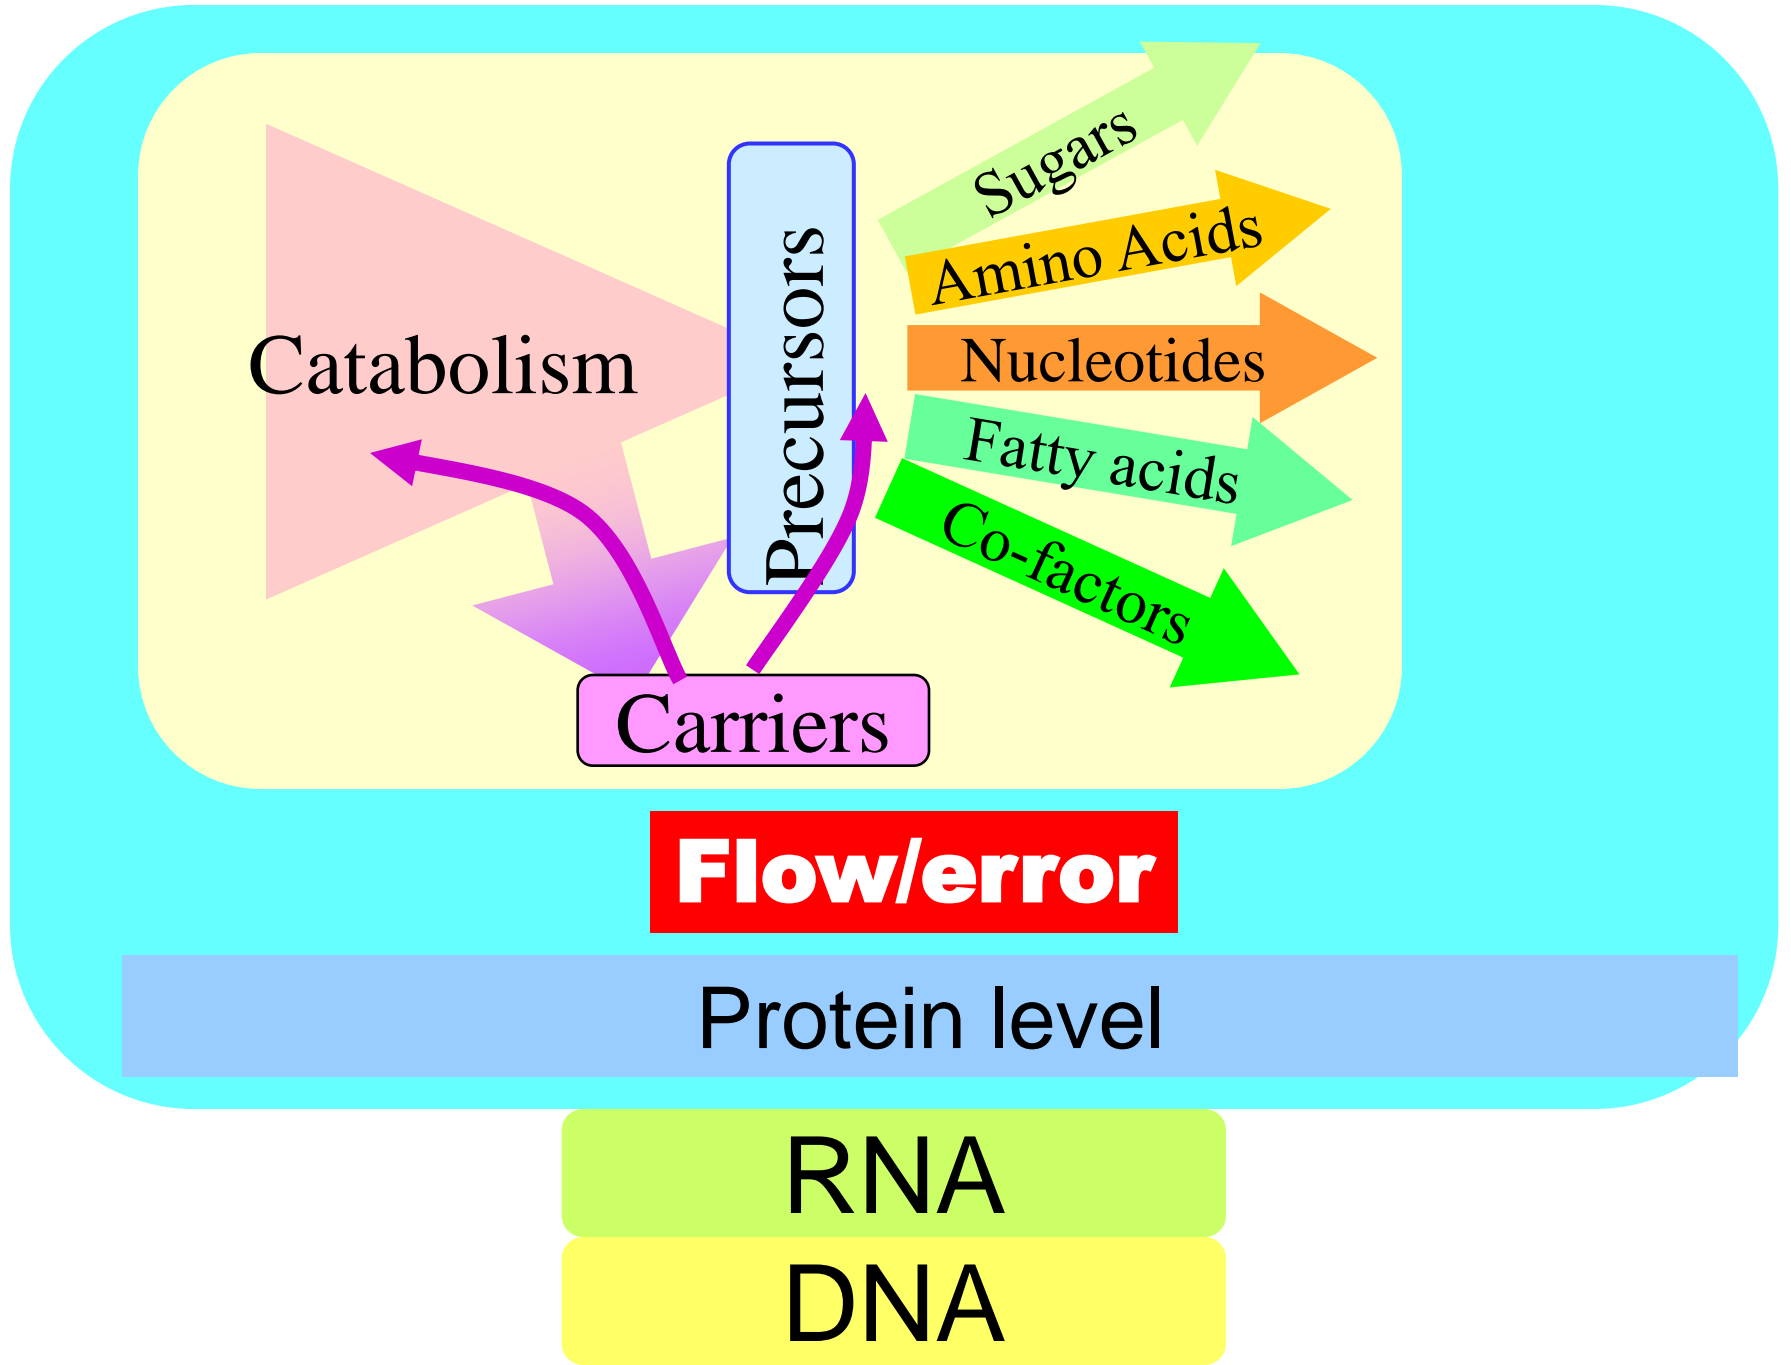 Sugars
Amino Acids
Nucleotides
Fatty acids
Co-factors
Catabolism
Precursors
Carriers
Flow/error
Protein level
RNA
DNA